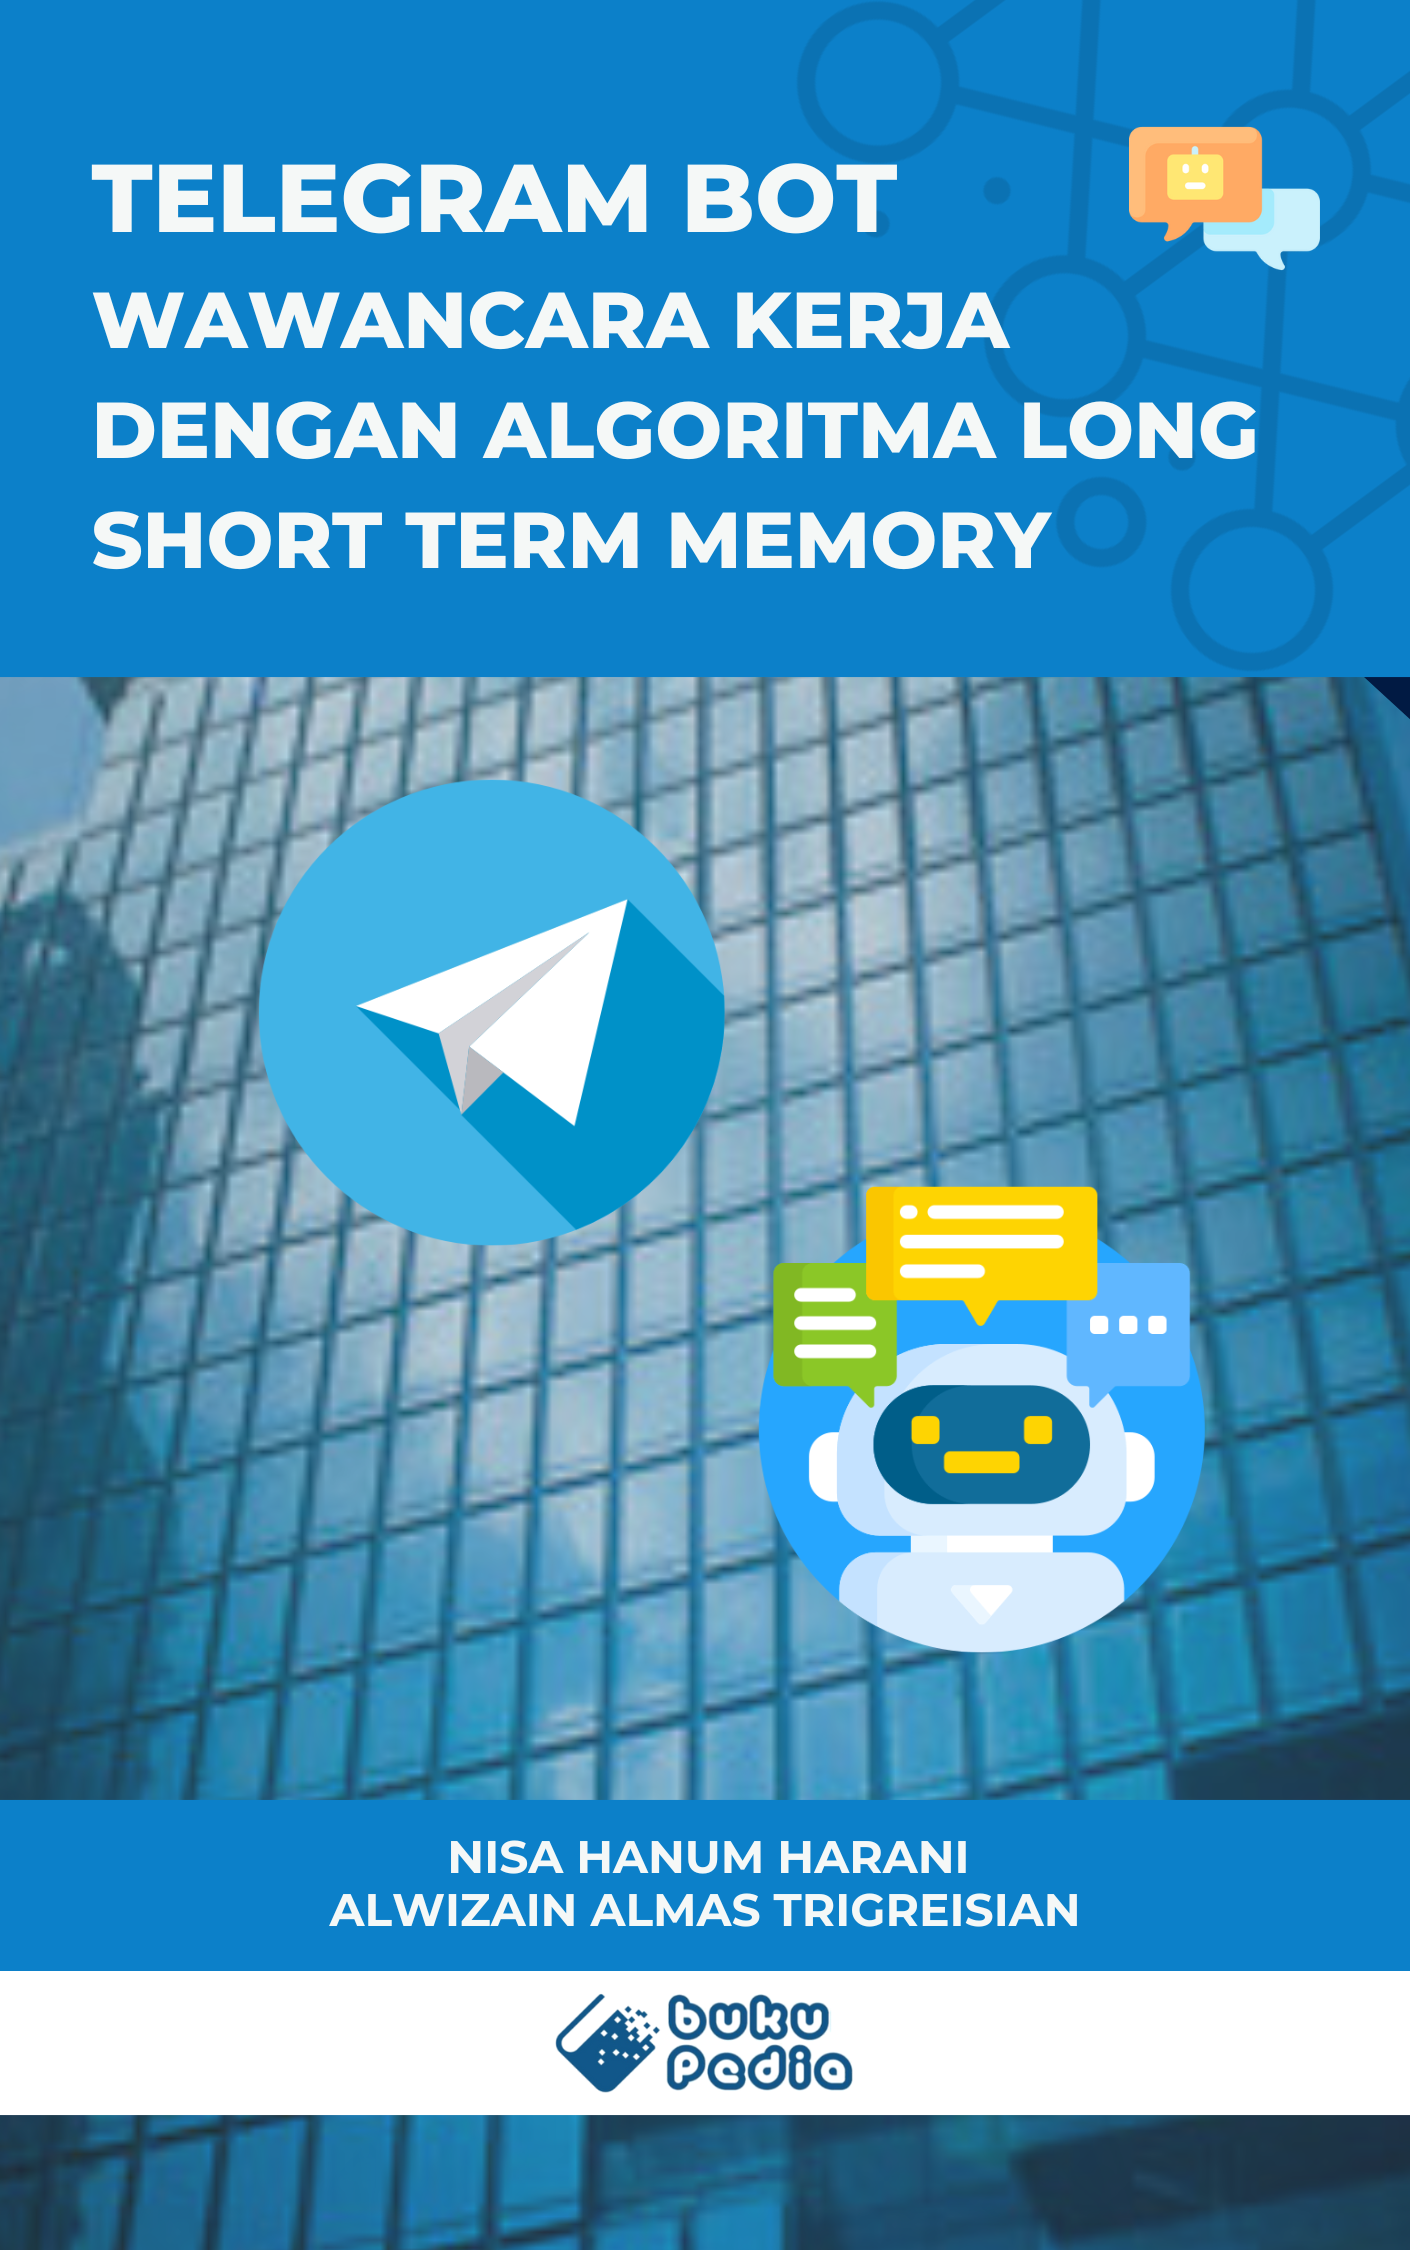 TELEGRAM BOT
WAWANCARA KERJA
DENGAN ALGORITMA LONG
SHORT TERM MEMORY
NISA HANUM HARANI
ALWIZAIN ALMAS TRIGREISIAN
buku
Pedia